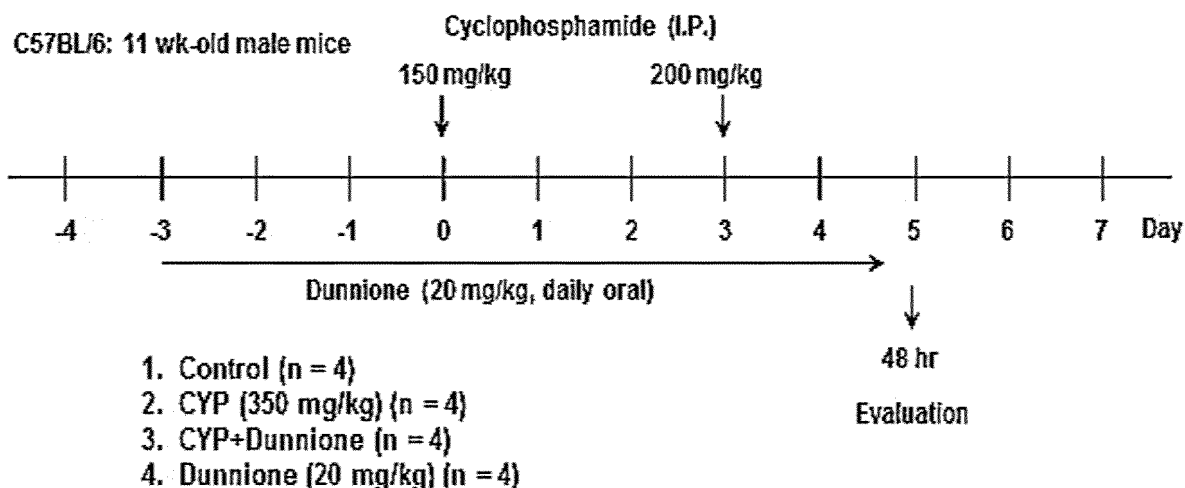 C57BL/6: 11 wk-old male mice
Cyclophosphamide (I.P.)
150 mg/kg 200 mg/kg
-4 -3 -2 -1 0 1 2 3 4 5 6 7 Day
Dunnione (20 mg/kg, daily oral)
48 hr
Evaluation
1. Control (n = 4)
2. CYP (350 mg/kg) (n = 4)
3. CYP+Dunnione (n = 4)
4. Dunnione (20 mg/kg) (n = 4)